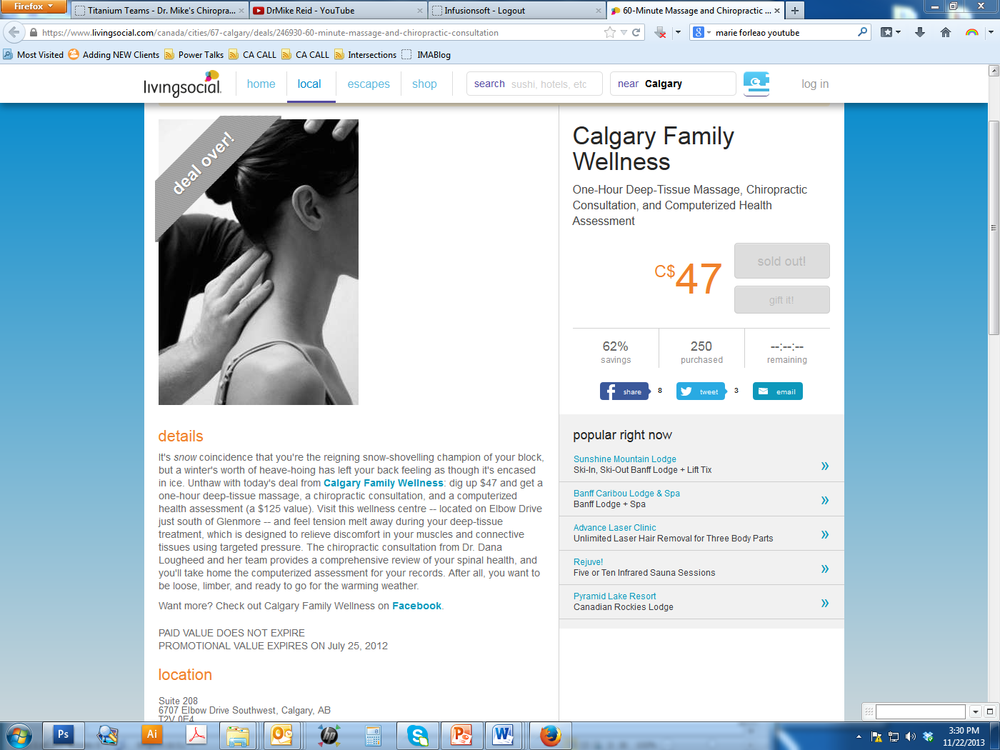 Firefox
Titanium Teams - Dr. Mike's Chiropra...
DrMike Reid - YouTube
Infusionsoft - Logout
60-Minute Massage and Chiropractic ...
https://www.livingsocial.com/canada/cities/67-calgary/deals/246930-60-minute-massage-and-chiropractic-consultation
marie forleao youtube
Most Visited
Adding NEW Clients
Power Talks
CA CALL
CA CALL
Intersections
IMABlog
livingsocial.
home
local
escapes
shop
search sushi, hotels, etc
near Calgary
log in
deal over!
Calgary Family
Wellness
One-Hour Deep-Tissue Massage, Chiropractic
Consultation, and Computerized Health
Assessment
C$47
sold out!
gift it!
62%
savings
250
purchased
--:--:--
remaining
share
8
tweet
3
email
details
It's snow coincidence that you're the reigning snow-shovelling champion of your block,
but a winter's worth of heave-hoing has left your back feeling as though it's encased
in ice. Unthaw with today's deal from Calgary Family Wellness: dig up $47 and get a
one-hour deep-tissue massage, a chiropractic consultation, and a computerized
health assessment (a $125 value). Visit this wellness centre -- located on Elbow Drive
just south of Glenmore -- and feel tension melt away during your deep-tissue
treatment, which is designed to relieve discomfort in your muscles and connective
tissues using targeted pressure. The chiropractic consultation from Dr. Dana
Lougheed and her team provides a comprehensive review of your spinal health, and
you'll take home the computerized assessment for your records. After all, you want to
be loose, limber, and ready to go for the warming weather.
Want more? Check out Calgary Family Wellness on Facebook.
PAID VALUE DOES NOT EXPIRE
PROMOTIONAL VALUE EXPIRES ON July 25, 2012
location
Suite 208
6707 Elbow Drive Southwest, Calgary, AB
T2V 0E4
popular right now
Sunshine Mountain Lodge
Ski-In, Ski-Out Banff Lodge + Lift Tix
Banff Caribou Lodge & Spa
Banff Lodge + Spa
Advance Laser Clinic
Unlimited Laser Hair Removal for Three Body Parts
Rejuve!
Five or Ten Infrared Sauna Sessions
Pyramid Lake Resort
Canadian Rockies Lodge
Ps
Ai
hp
3:30 PM
11/22/2013